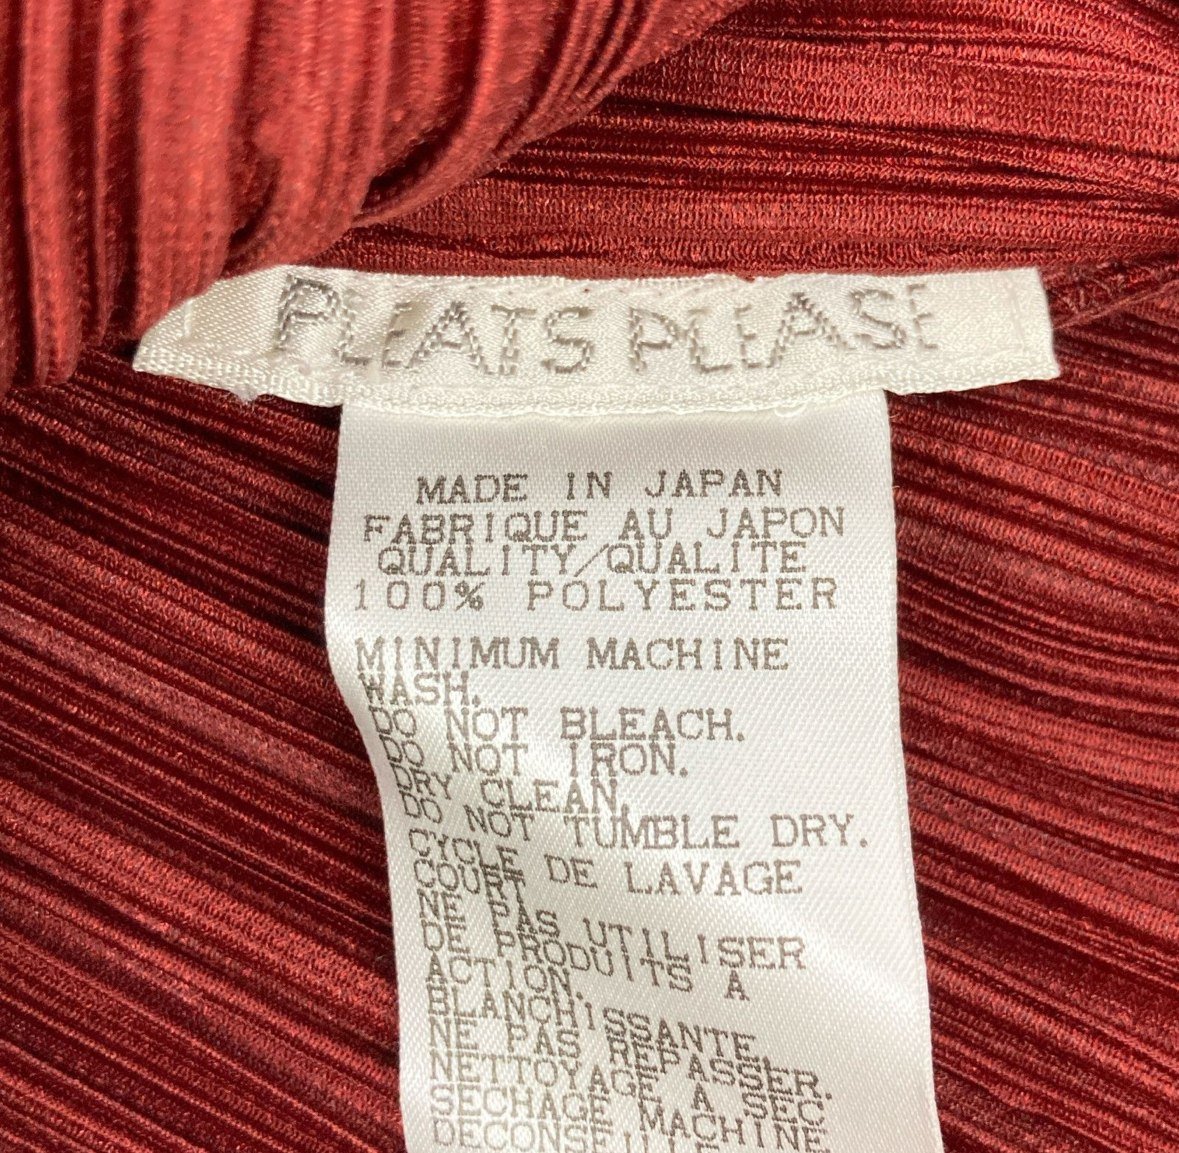 PLEATS PLEASE
MADE IN JAPAN
FABRIQUE AU JAPON
QUALITY/QUALITE
100% POLYESTER
MINIMUM MACHINE
WASH.
DO NOT BLEACH.
DO NOT IRON.
DRY CLEAN.
DO NOT TUMBLE DRY.
CYCLE DE LAVAGE
COURT
NE PAS UTILISER
DE PRODUITS A
ACTION
BLANCHISSANTE.
NE PAS REPASSER.
NETTOYAGE A SEC
SECHAGE MACHINE
DECONSEILLE